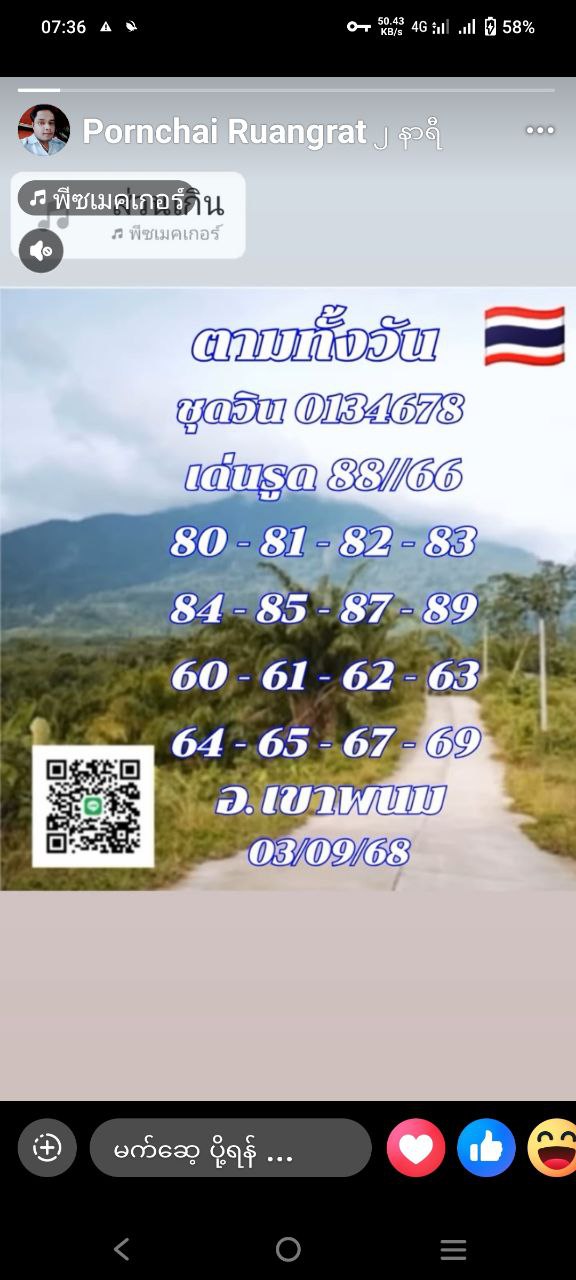 07:36
50.43 KB/s 4G 58%
Pornchai Ruangrat ၂ နာရီ
พีซเมคเกอร์
พีซเมคเกอร์
ตามทั้งวัน
ชุดวิน 0134678
เด่นรูด 88//66
80 - 81 - 82 - 83
84 - 85 - 87 - 89
60 - 61 - 62 - 63
64 - 65 - 67 - 69
อ.เขาพนม
03/09/68
မက်ဆေ့ ပို့ရန် ...